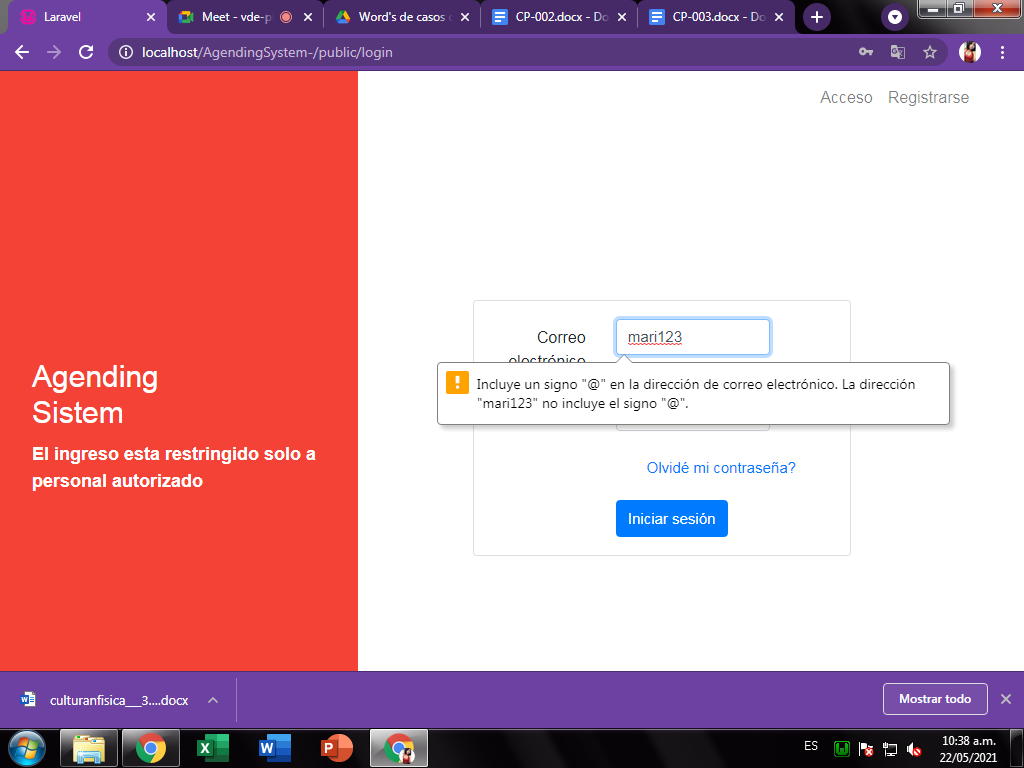 Laravel
Meet - vde-p
Word's de casos
CP-002.docx - Do
CP-003.docx - Do
localhost/AgendingSystem-/public/login
Acceso Registrarse
Agending
Sistem
El ingreso esta restringido solo a
personal autorizado
Correo
electrónico
mari123
Incluye un signo "@" en la dirección de correo electrónico. La dirección
"mari123" no incluye el signo "@".
Olvidé mi contraseña?
Iniciar sesión
culturanfisica___3....docx
Mostrar todo
ES
10:38 a.m.
22/05/2021